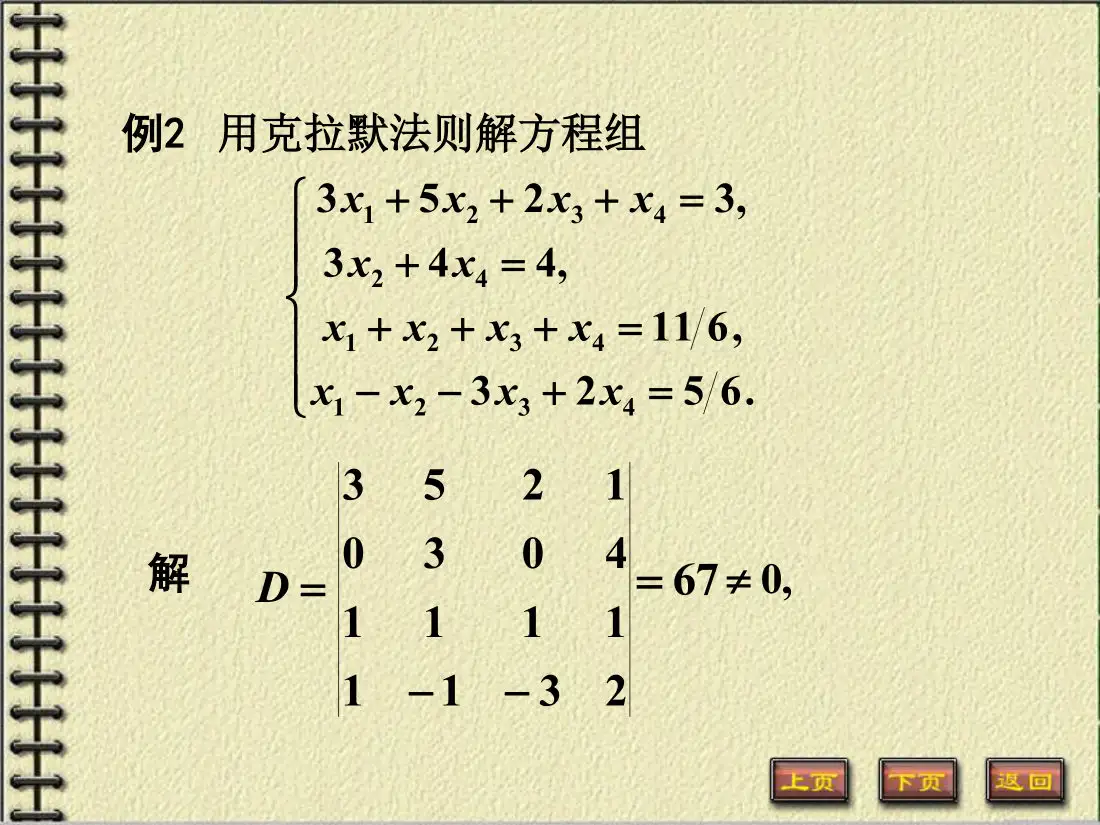 例2 用克拉默法则解方程组
3x₁ + 5x₂ + 2x₃ + x₄ = 3,
3x₂ + 4x₄ = 4,
x₁ + x₂ + x₃ + x₄ = 11/6,
x₁ − x₂ − 3x₃ + 2x₄ = 5/6.
3 5 2 1
0 3 0 4
解 D = = 67 ≠ 0,
1 1 1 1
1 −1 −3 2
上页 下页 返回